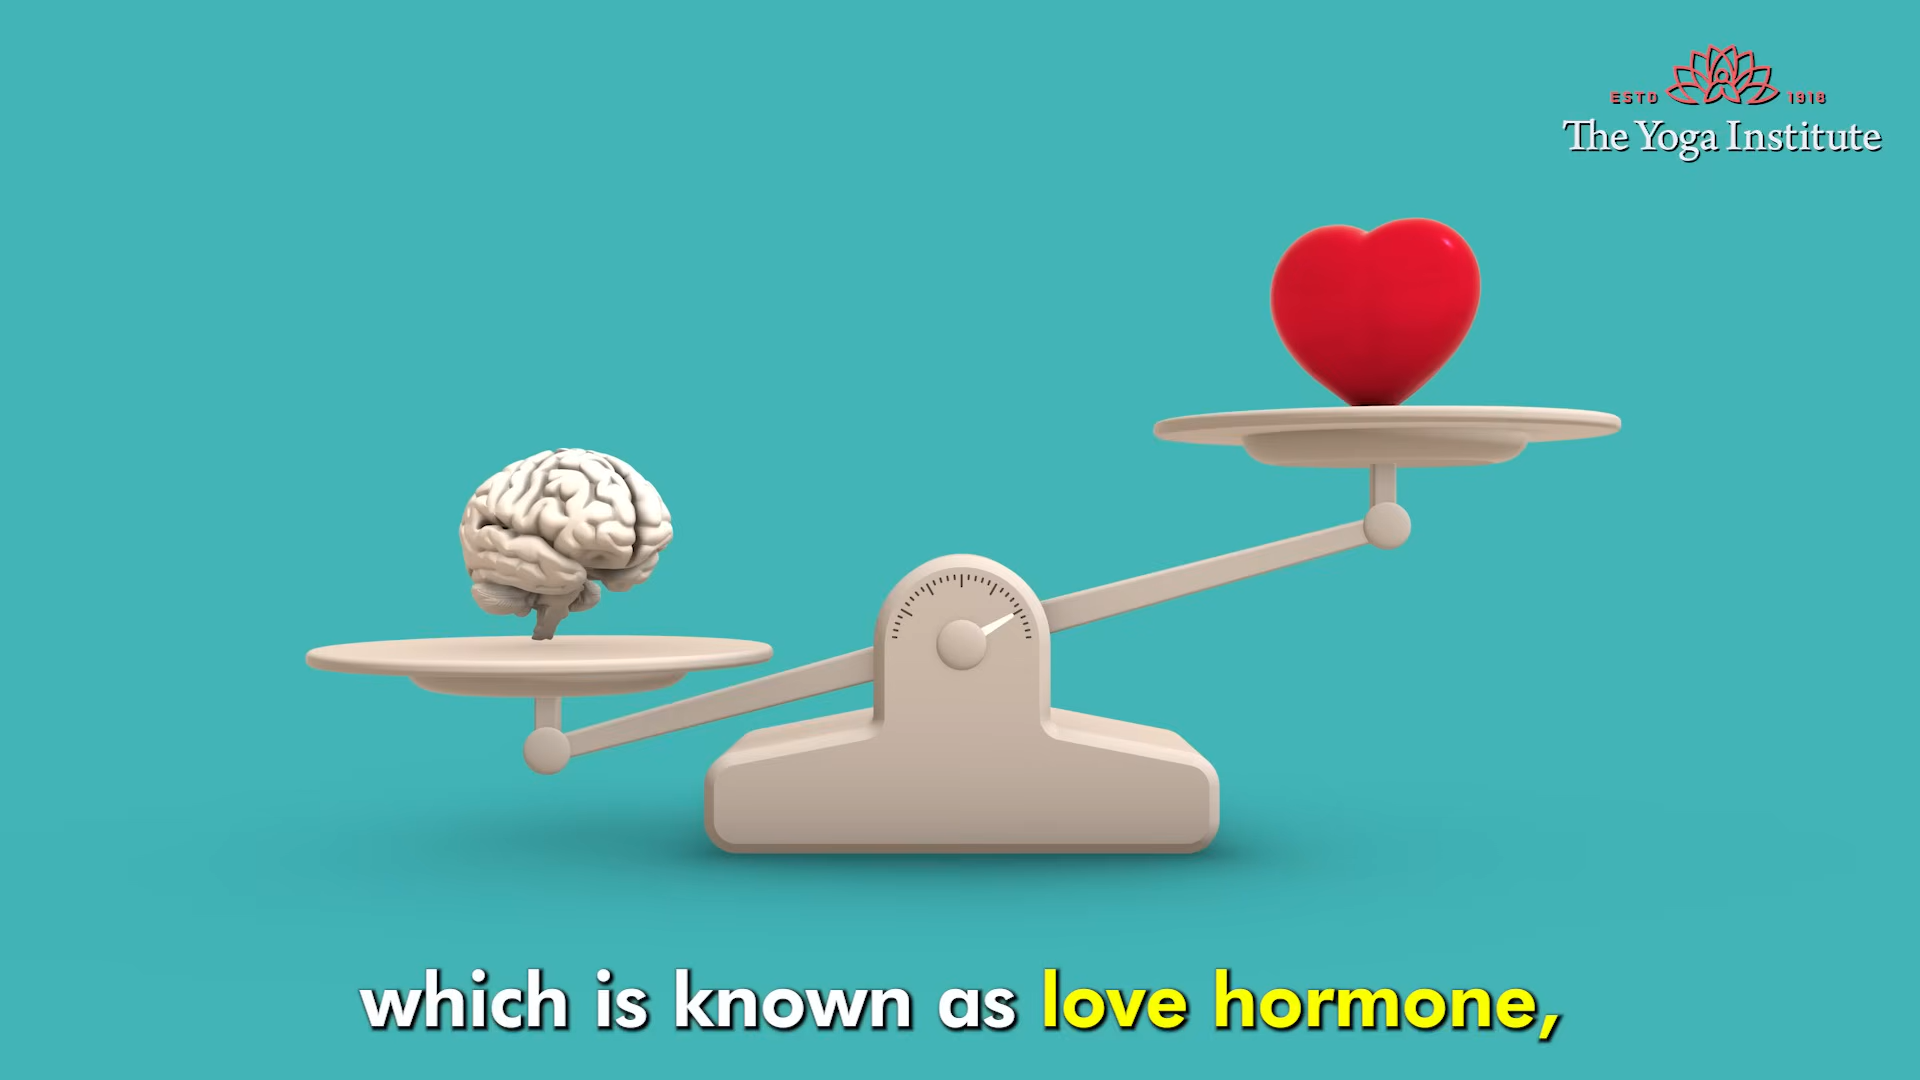 ESTD 1918
The Yoga Institute
which is known as love hormone,